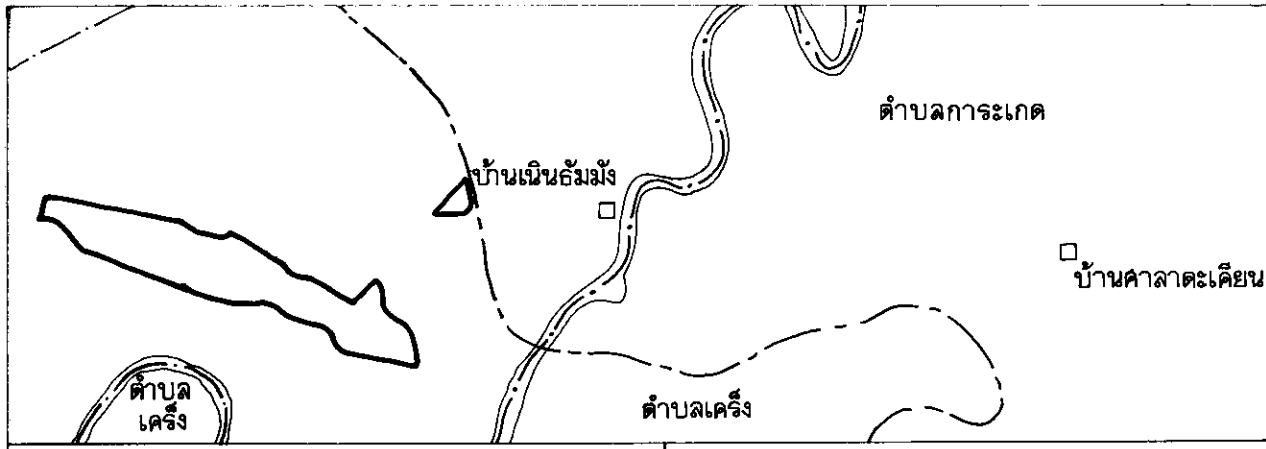 ตำบลการะเกด
บ้านเนินธัมมัง
บ้านศาลาตะเคียน
ตำบล
เคร็ง
ตำบลเคร็ง